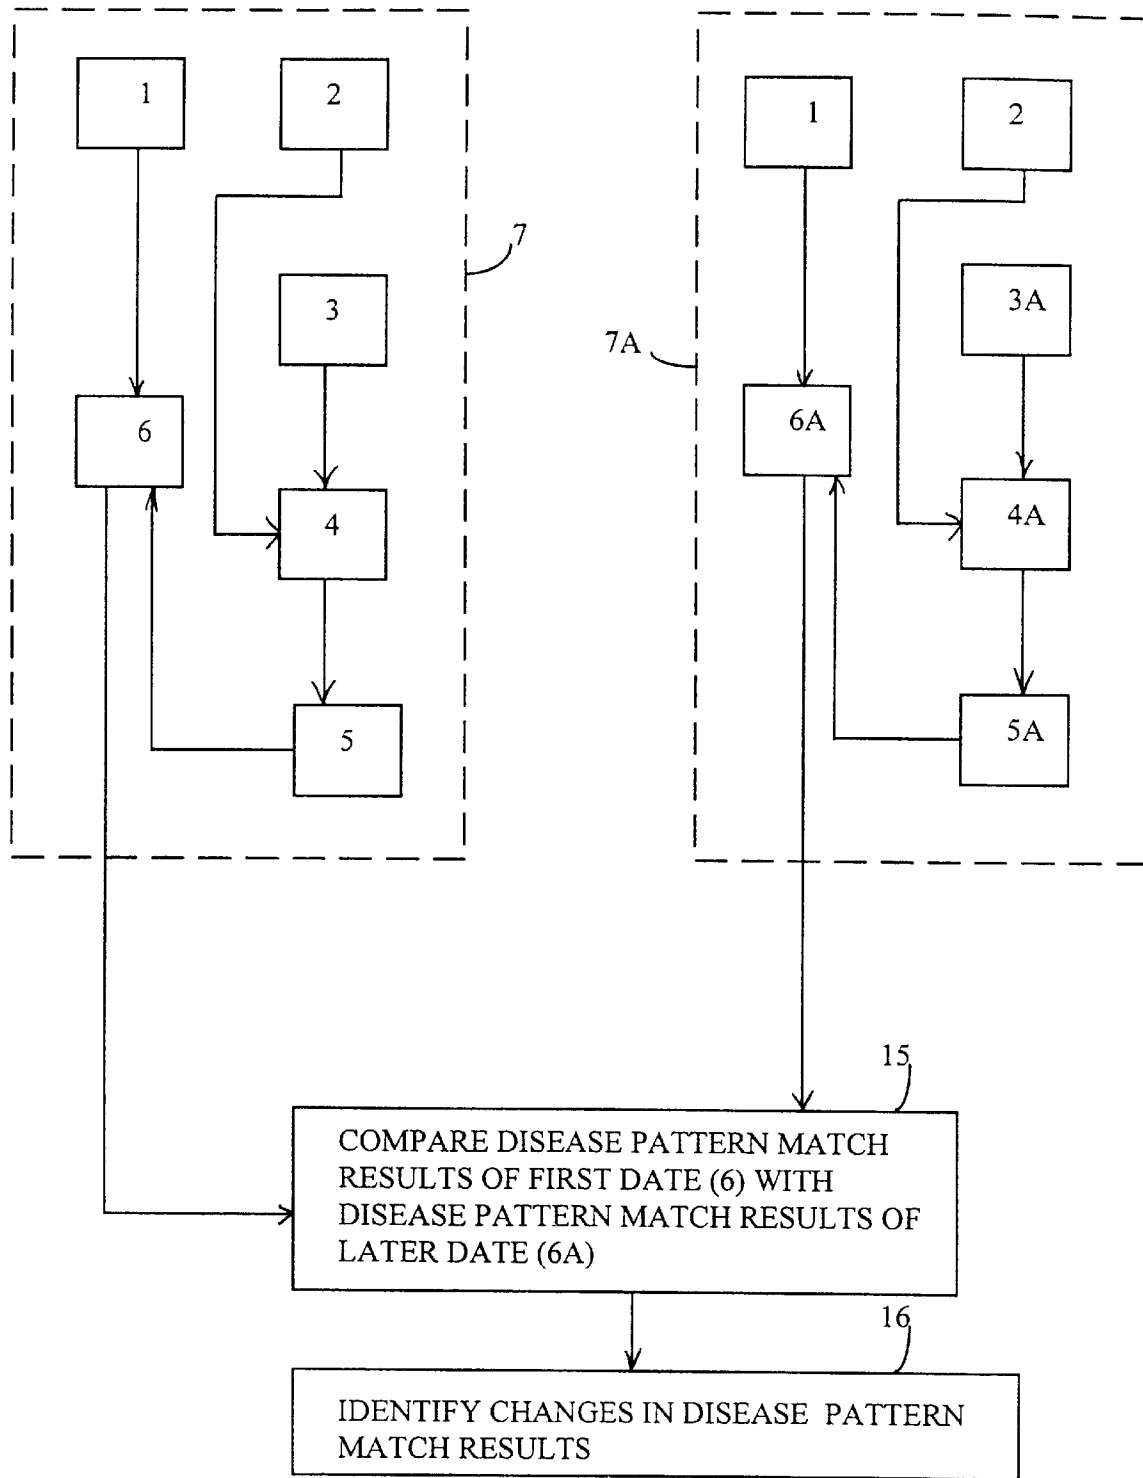 1
2
1
2
7
3
3A
7A
6
6A
4
4A
5
5A
15
COMPARE DISEASE PATTERN MATCH
RESULTS OF FIRST DATE (6) WITH
DISEASE PATTERN MATCH RESULTS OF
LATER DATE (6A)
16
IDENTIFY CHANGES IN DISEASE PATTERN
MATCH RESULTS